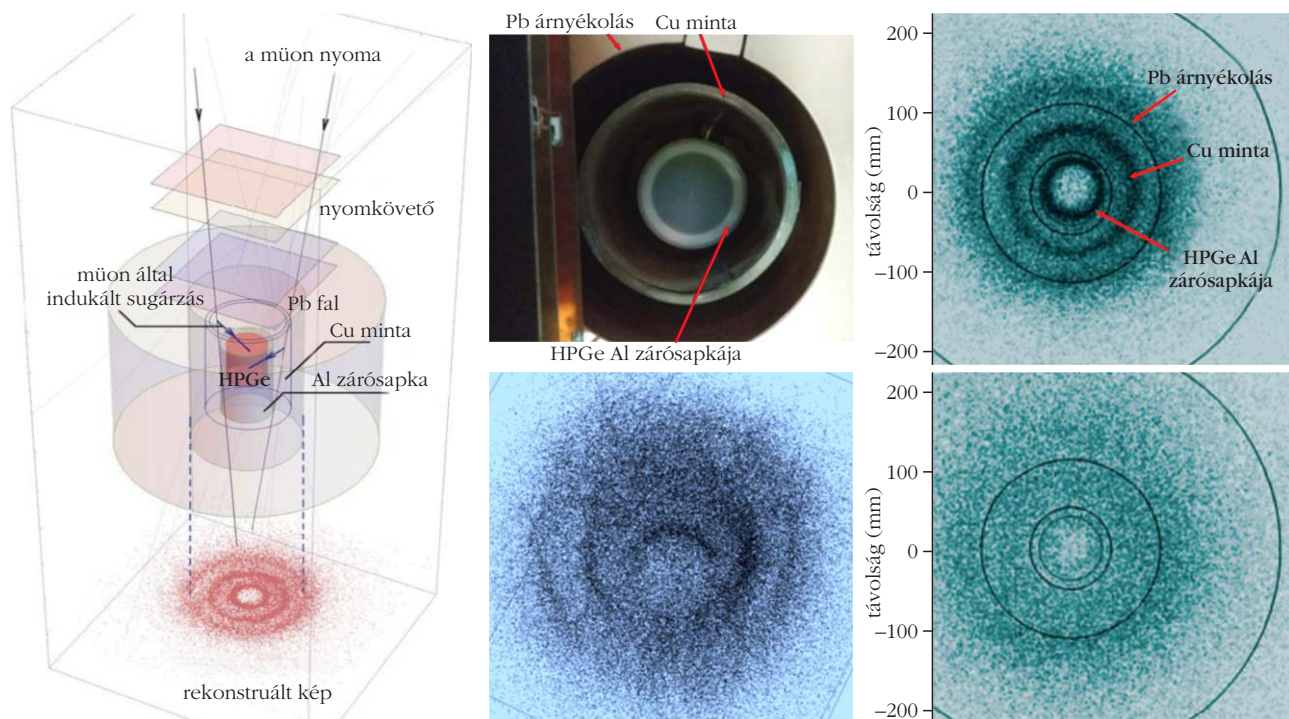 a müon nyoma
nyomkövető
müon által
indukált sugárzás
Pb fal
Cu minta
HPGe
Al zárósapka
rekonstruált kép
Pb árnyékolás
Cu minta
HPGe Al zárósapkája
távolság (mm)
200
100
0
–100
–200
Pb árnyékolás
Cu minta
HPGe Al
zárósapkája
távolság (mm)
200
100
0
–100
–200